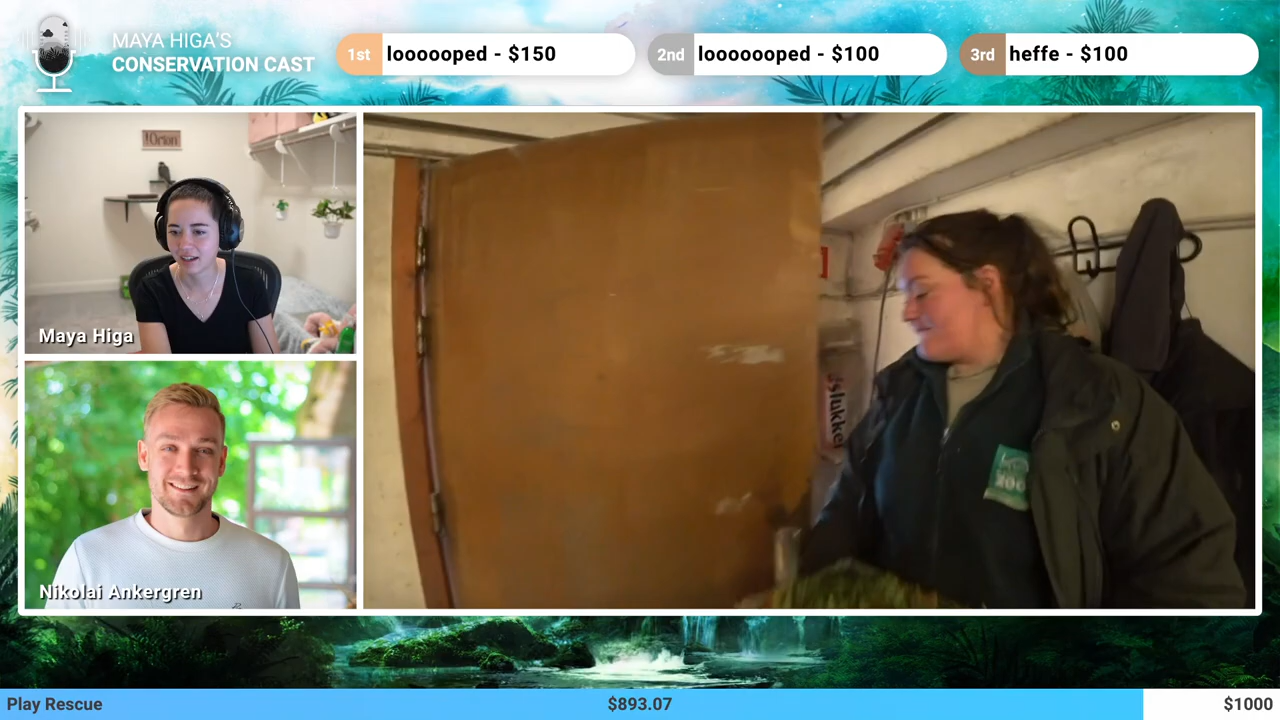 MAYA HIGA'S
CONSERVATION CAST
1st loooooped - $150
2nd looooooped - $100
3rd heffe - $100
!Orion
Maya Higa
Nikolai Ankergren
ZOO
Play Rescue $893.07 $1000